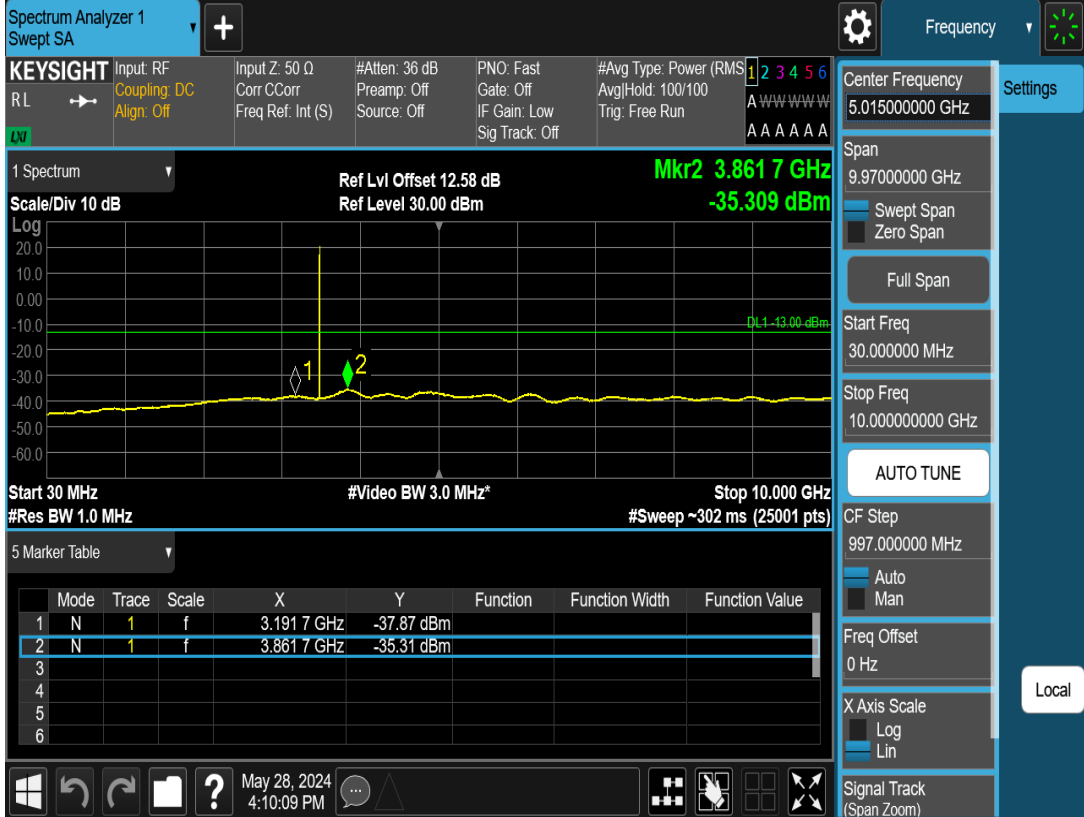 Spectrum Analyzer 1
Swept SA
+
Frequency
KEYSIGHT
R L
LXI
Input: RF
Coupling: DC
Align: Off
Input Z: 50 Ω
Corr CCorr
Freq Ref: Int (S)
#Atten: 36 dB
Preamp: Off
Source: Off
PNO: Fast
Gate: Off
IF Gain: Low
Sig Track: Off
#Avg Type: Power (RMS
Avg|Hold: 100/100
Trig: Free Run
1 2 3 4 5 6
A W W W W W
A A A A A A
1 Spectrum
Scale/Div 10 dB
Ref Lvl Offset 12.58 dB
Ref Level 30.00 dBm
Mkr2 3.861 7 GHz
-35.309 dBm
Log
20.0
10.0
0.00
-10.0
-20.0
-30.0
-40.0
-50.0
-60.0
DL1 -13.00 dBm
1
2
Start 30 MHz
#Res BW 1.0 MHz
#Video BW 3.0 MHz*
Stop 10.000 GHz
#Sweep ~302 ms (25001 pts)
5 Marker Table
Mode Trace Scale X Y Function Function Width Function Value
1 N 1 f 3.191 7 GHz -37.87 dBm
2 N 1 f 3.861 7 GHz -35.31 dBm
3
4
5
6
?
May 28, 2024
4:10:09 PM
Center Frequency
5.015000000 GHz
Span
9.97000000 GHz
Swept Span
Zero Span
Full Span
Start Freq
30.000000 MHz
Stop Freq
10.000000000 GHz
AUTO TUNE
CF Step
997.000000 MHz
Auto
Man
Freq Offset
0 Hz
X Axis Scale
Log
Lin
Signal Track
(Span Zoom)
Settings
Local